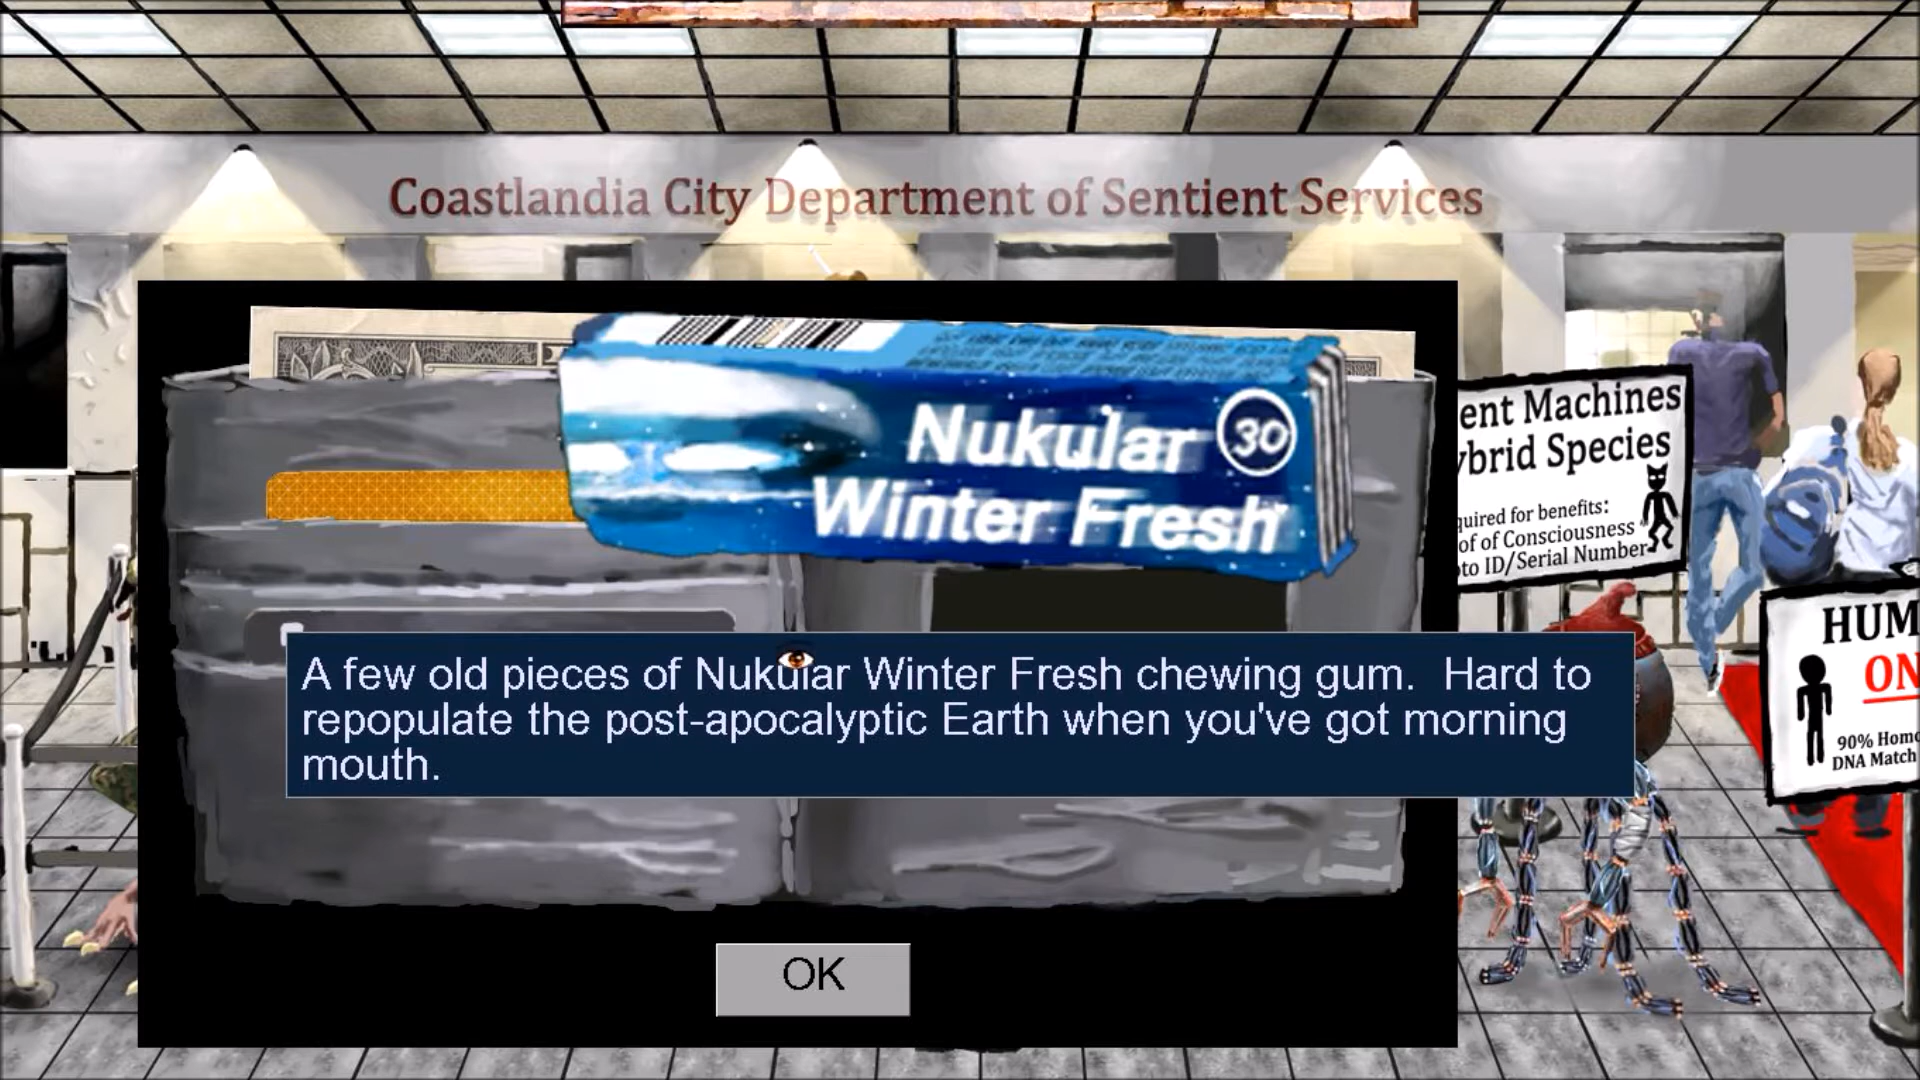 Coastlandia City Department of Sentient Services
Nukular 30
Winter Fresh
ent Machines
ybrid Species
quired for benefits:
of of Consciousness
to ID/Serial Number
HUM
ON
90% Homo
DNA Match
A few old pieces of Nukular Winter Fresh chewing gum. Hard to
repopulate the post-apocalyptic Earth when you've got morning
mouth.
OK